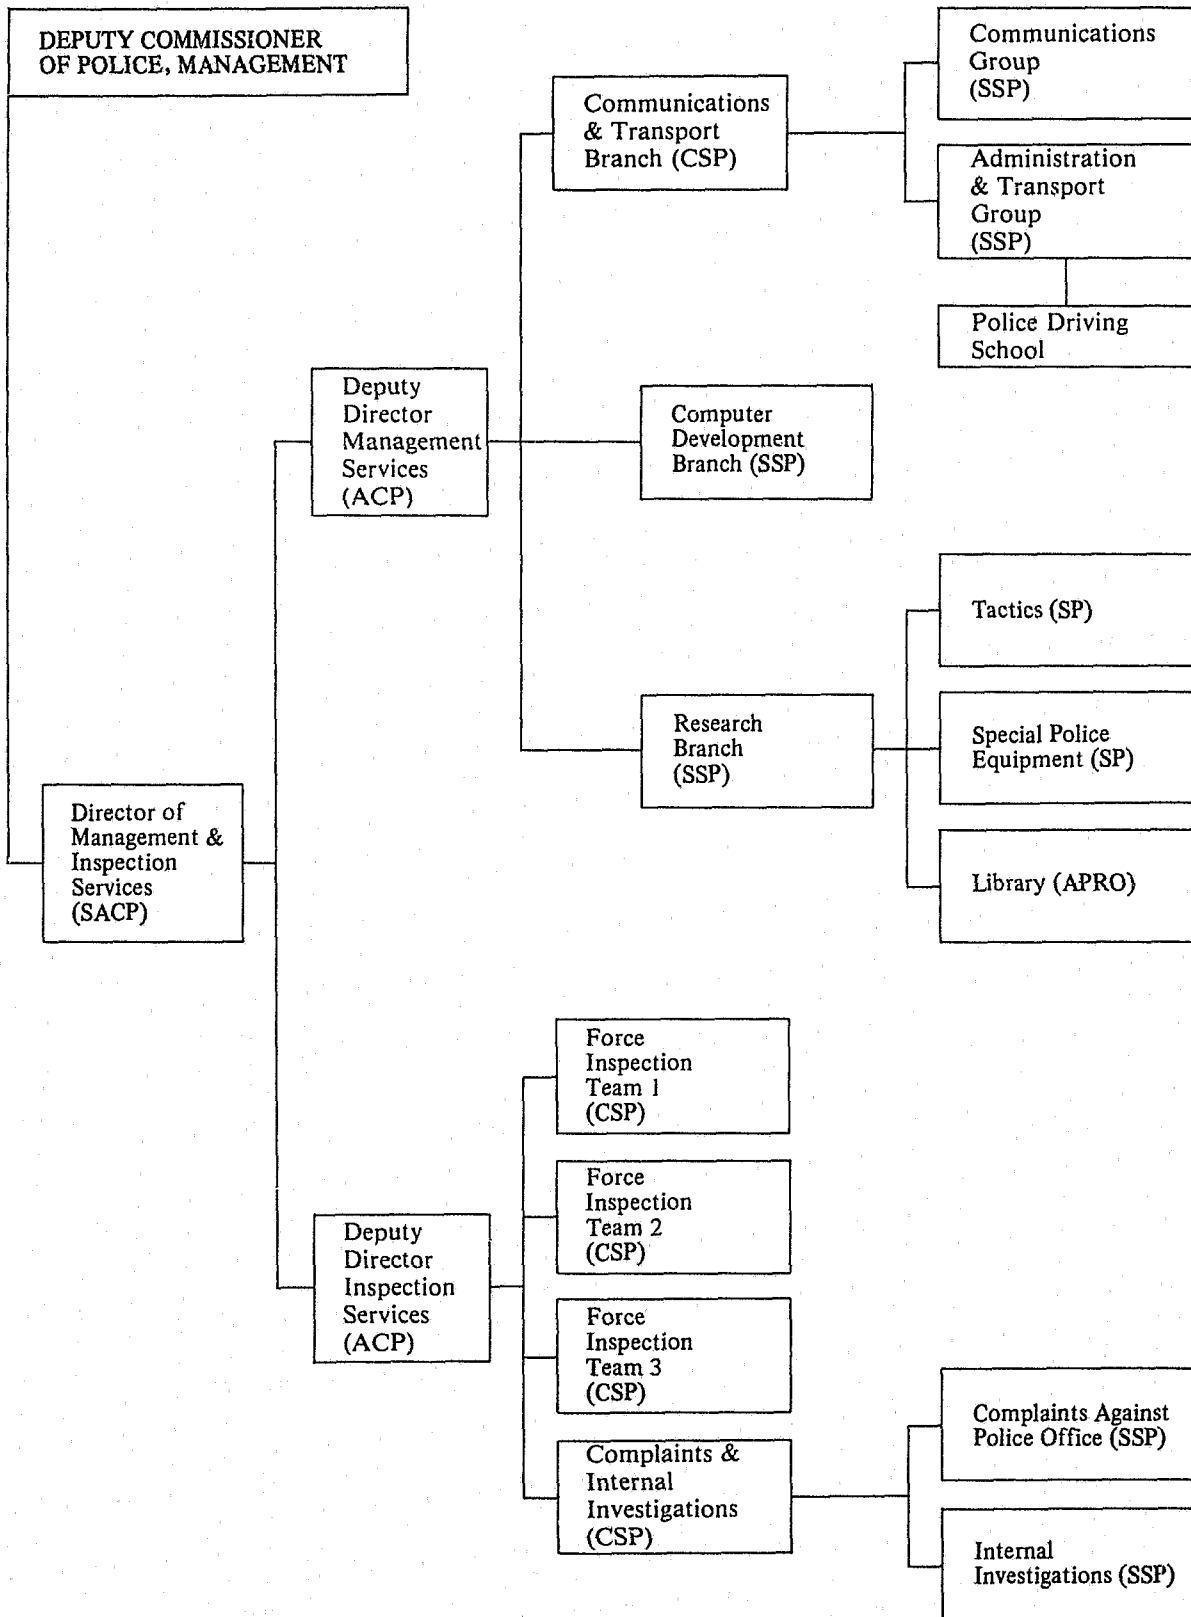 DEPUTY COMMISSIONER
OF POLICE, MANAGEMENT
Communications
& Transport
Branch (CSP)
Communications
Group
(SSP)
Administration
& Transport
Group
(SSP)
Police Driving
School
Deputy
Director
Management
Services
(ACP)
Computer
Development
Branch (SSP)
Research
Branch
(SSP)
Tactics (SP)
Special Police
Equipment (SP)
Library (APRO)
Director of
Management &
Inspection
Services
(SACP)
Deputy
Director
Inspection
Services
(ACP)
Force
Inspection
Team 1
(CSP)
Force
Inspection
Team 2
(CSP)
Force
Inspection
Team 3
(CSP)
Complaints &
Internal
Investigations
(CSP)
Complaints Against
Police Office (SSP)
Internal
Investigations (SSP)